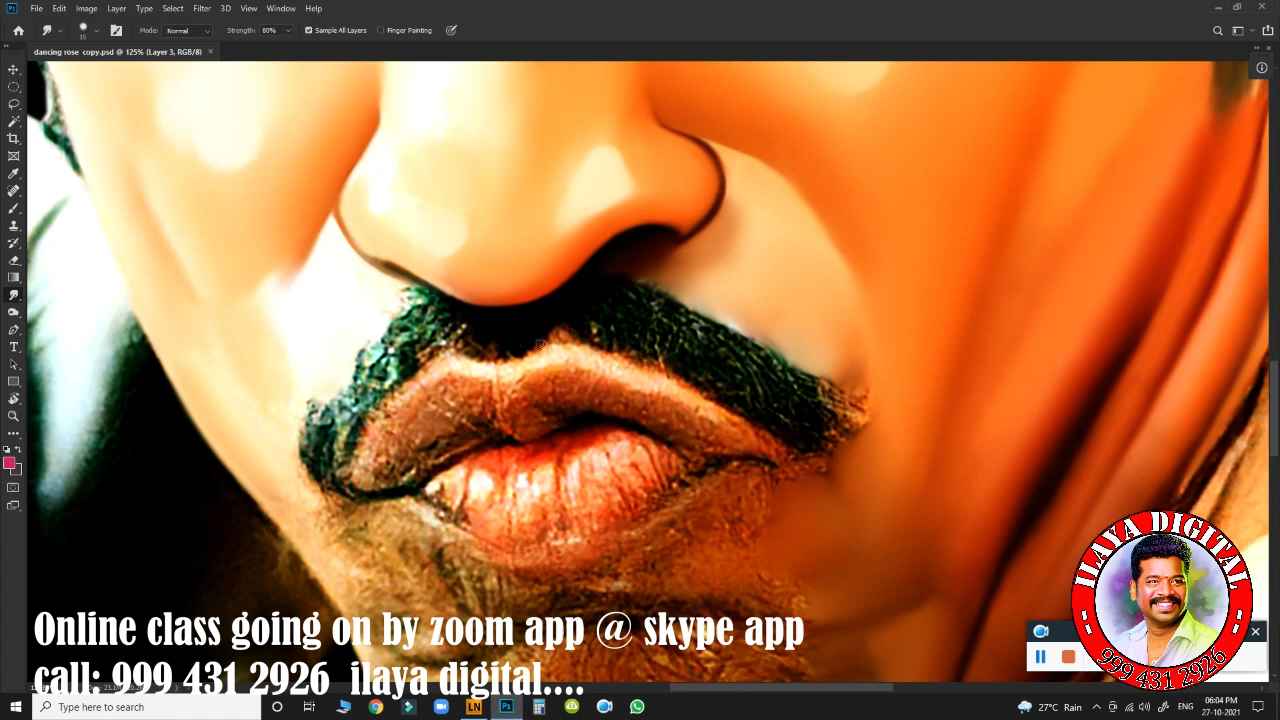 File Edit Image Layer Type Select Filter 3D View Window Help
15 Mode: Normal Strength: 80% Sample All Layers Finger Painting
dancing rose copy.psd @ 125% (Layer 3, RGB/8) ×
ILAYA DIGITAL
999 431 2926
Online class going on by zoom app @ skype app
call: 999 431 2926 ilaya digital....
Type here to search
LN
Ps
27°C Rain
ENG
06:04 PM
27-10-2021